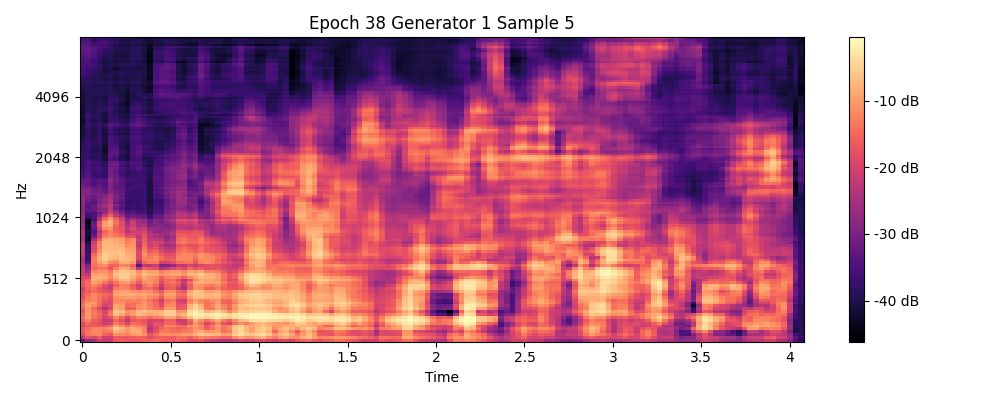 Epoch 38 Generator 1 Sample 5
Hz
4096
2048
1024
512
0
0 0.5 1 1.5 2 2.5 3 3.5 4
Time
-10 dB
-20 dB
-30 dB
-40 dB